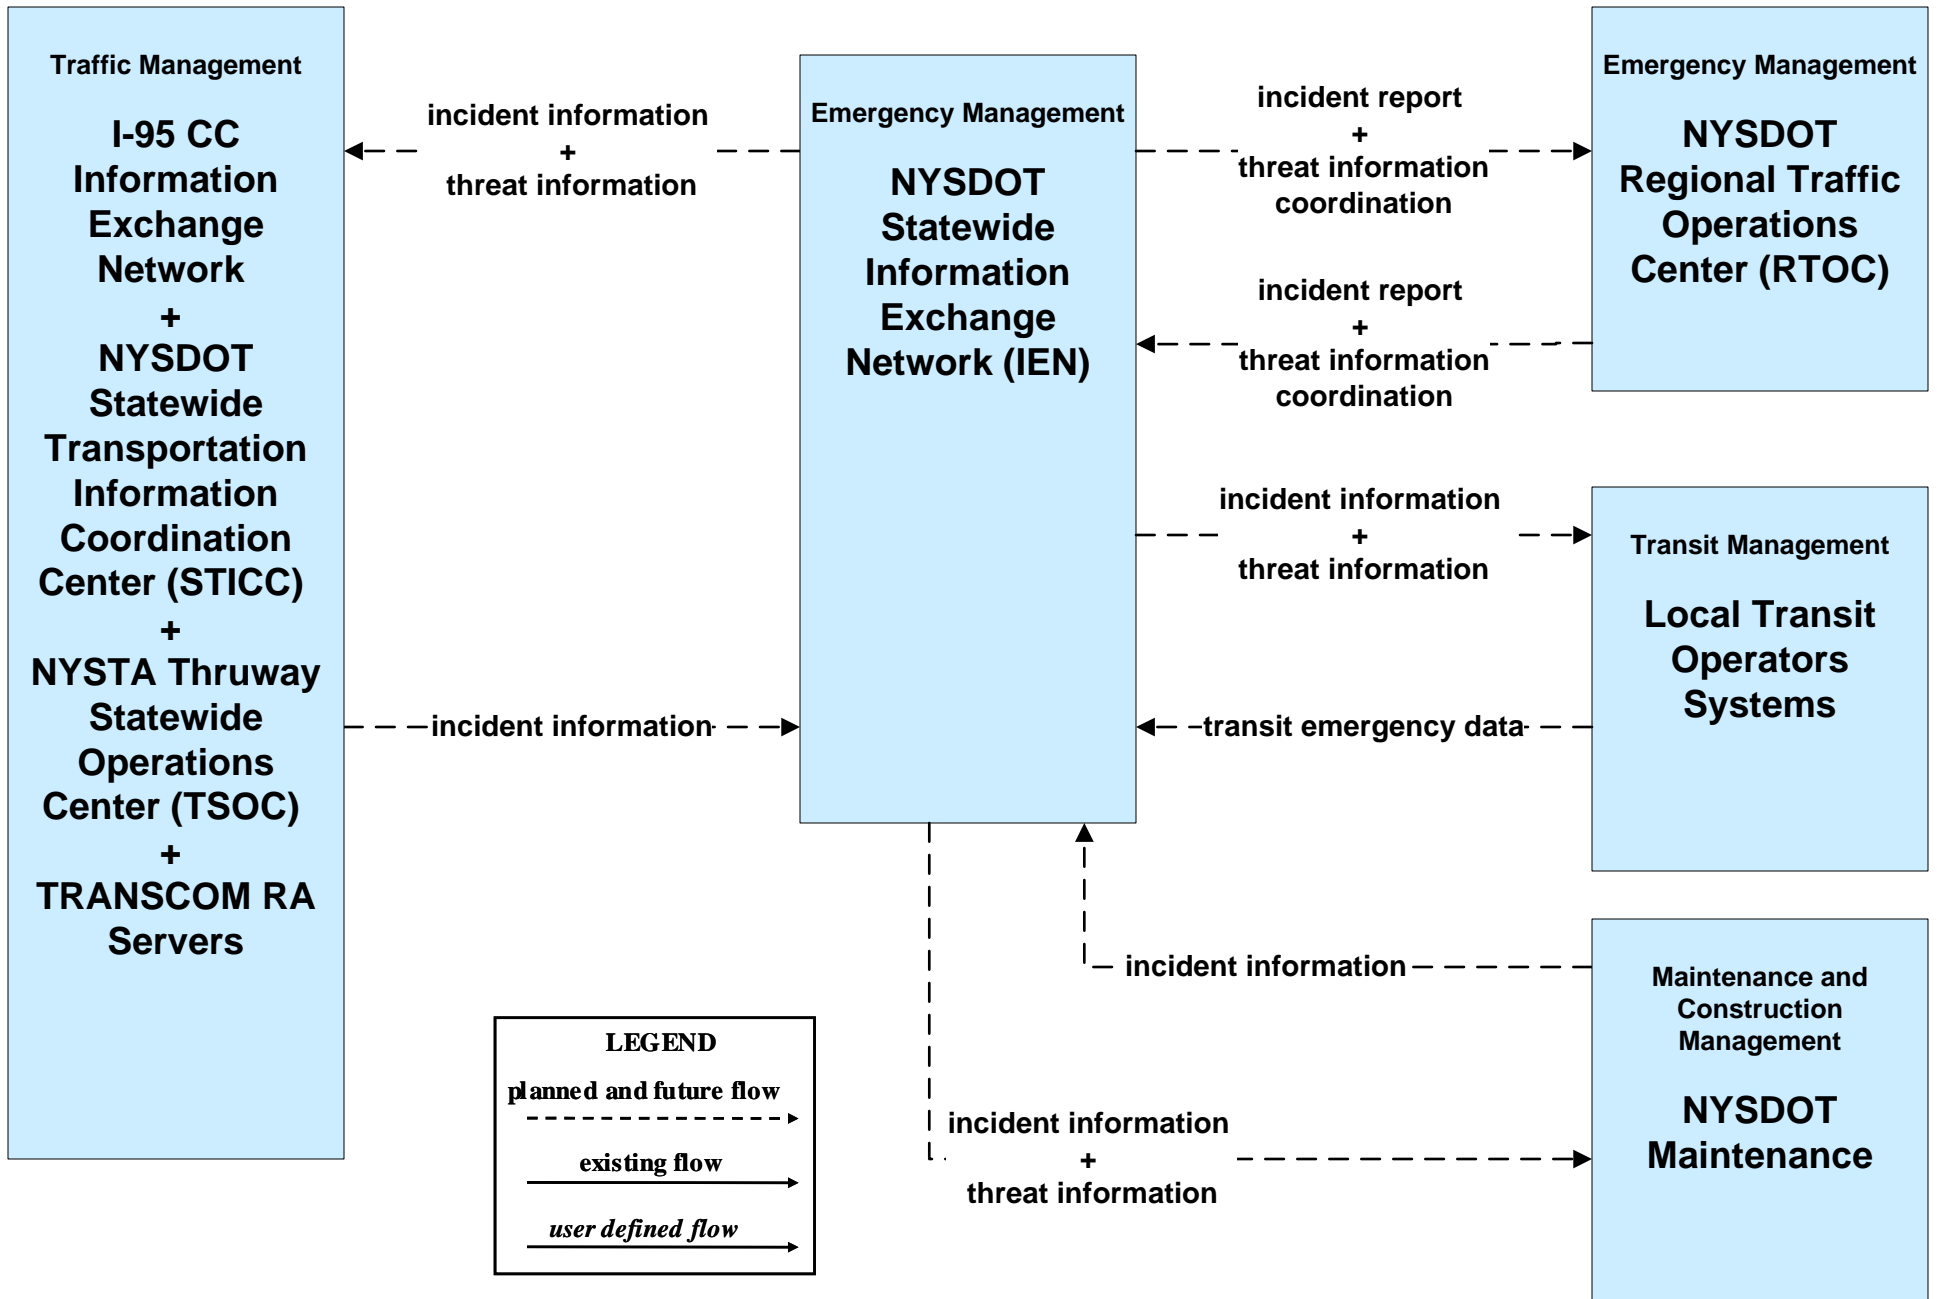 Traffic Management
I-95 CC
Information
Exchange
Network
+
NYSDOT
Statewide
Transportation
Information
Coordination
Center (STICC)
+
NYSTA Thruway
Statewide
Operations
Center (TSOC)
+
TRANSCOM RA
Servers
incident information
+
threat information
incident information
Emergency Management
NYSDOT
Statewide
Information
Exchange
Network (IEN)
incident report
+
threat information
coordination
incident report
+
threat information
coordination
incident information
+
threat information
transit emergency data
incident information
incident information
+
threat information
Emergency Management
NYSDOT
Regional Traffic
Operations
Center (RTOC)
Transit Management
Local Transit
Operators
Systems
Maintenance and
Construction
Management
NYSDOT
Maintenance
LEGEND
planned and future flow
existing flow
user defined flow